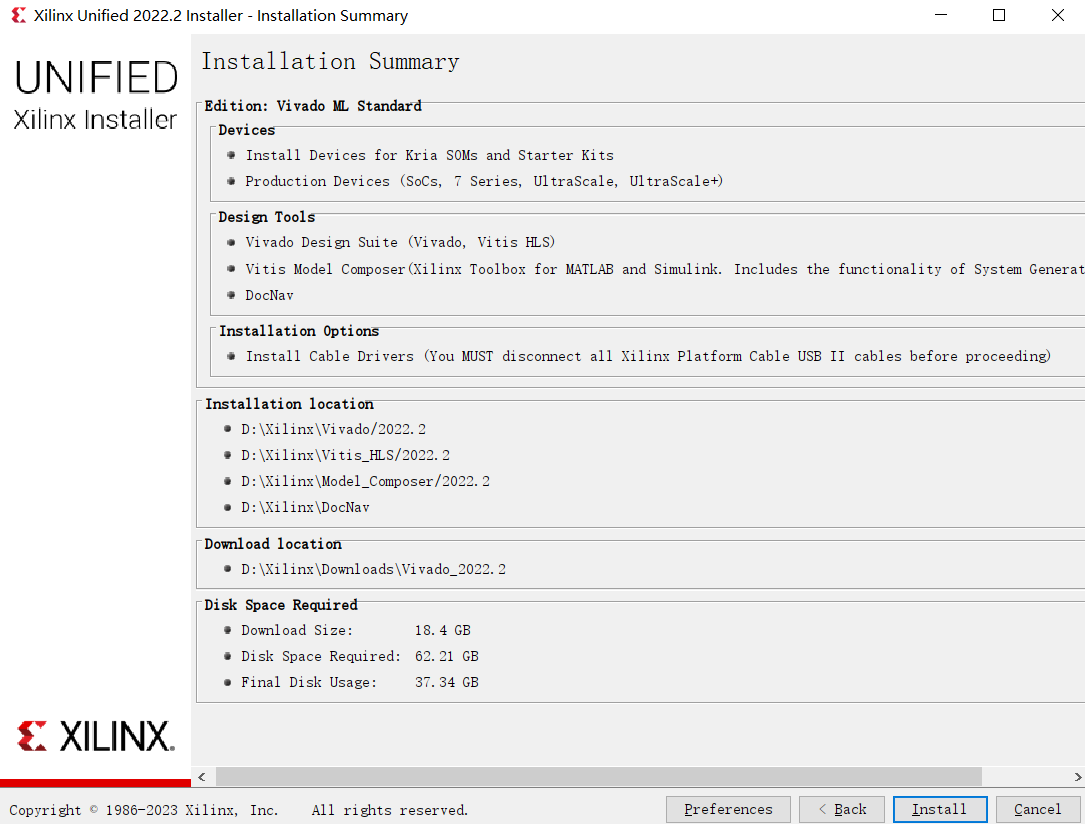 Xilinx Unified 2022.2 Installer - Installation Summary
UNIFIED
Xilinx Installer
Installation Summary
Edition: Vivado ML Standard
Devices
Install Devices for Kria SOMs and Starter Kits
Production Devices (SoCs, 7 Series, UltraScale, UltraScale+)
Design Tools
Vivado Design Suite (Vivado, Vitis HLS)
Vitis Model Composer(Xilinx Toolbox for MATLAB and Simulink. Includes the functionality of System Generat
DocNav
Installation Options
Install Cable Drivers (You MUST disconnect all Xilinx Platform Cable USB II cables before proceeding)
Installation location
D:\Xilinx\Vivado/2022.2
D:\Xilinx\Vitis_HLS/2022.2
D:\Xilinx\Model_Composer/2022.2
D:\Xilinx\DocNav
Download location
D:\Xilinx\Downloads\Vivado_2022.2
Disk Space Required
Download Size: 18.4 GB
Disk Space Required: 62.21 GB
Final Disk Usage: 37.34 GB
XILINX.
Copyright © 1986-2023 Xilinx, Inc. All rights reserved.
Preferences < Back Install Cancel